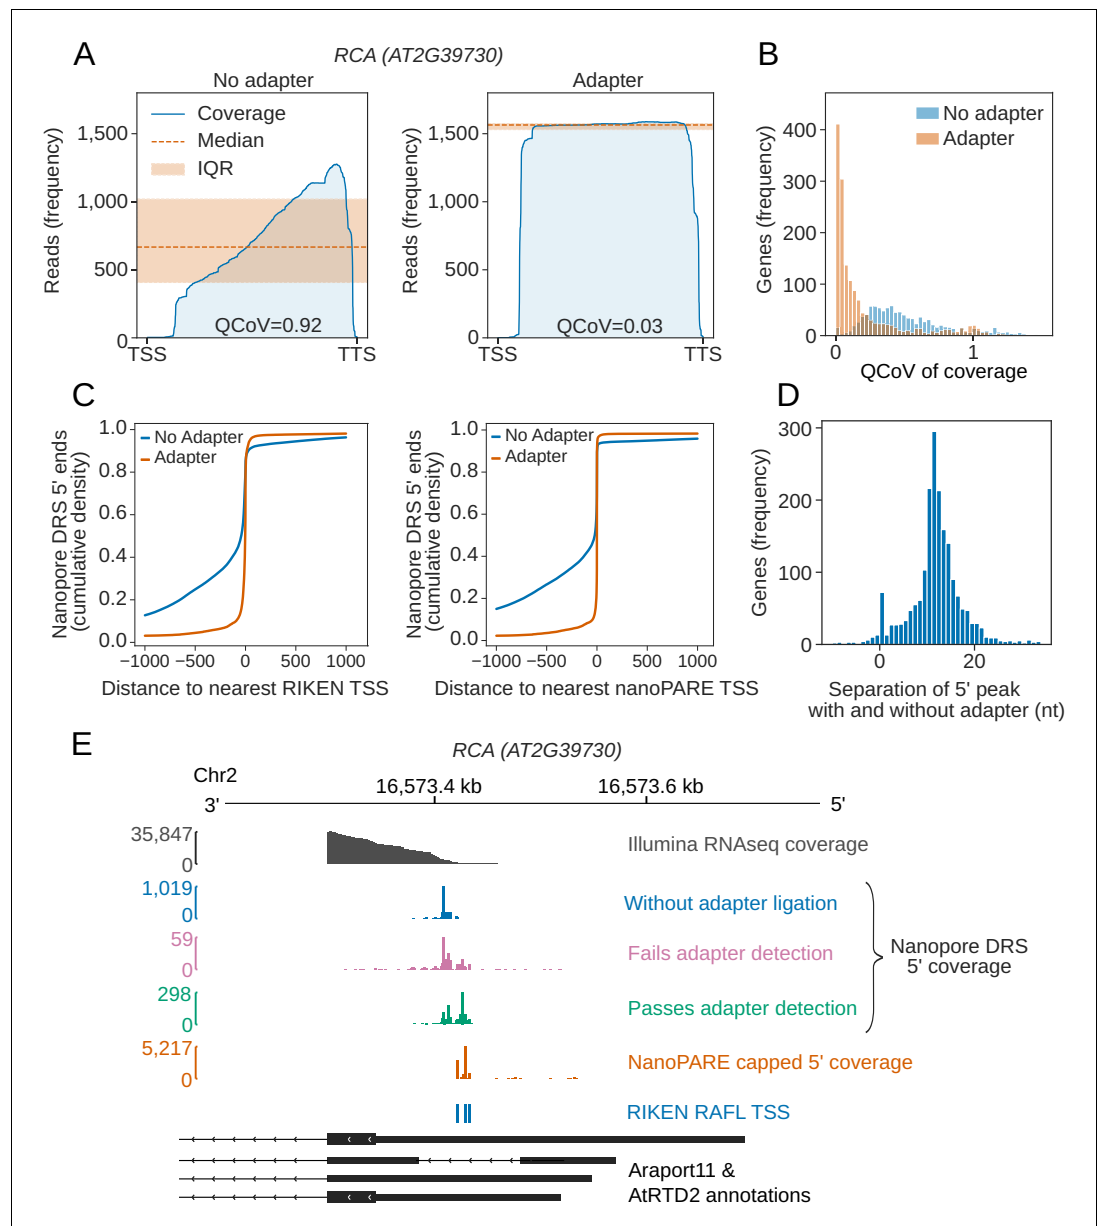 A
RCA (AT2G39730)
No adapter
Adapter
Reads (frequency)
1,500
1,000
500
0
Coverage
Median
IQR
QCoV=0.92
TSS
TTS
Reads (frequency)
1,500
1,000
500
0
QCoV=0.03
TSS
TTS
B
Genes (frequency)
400
300
200
100
0
No adapter
Adapter
0
1
QCoV of coverage
C
Nanopore DRS 5' ends
(cumulative density)
1.0
0.8
0.6
0.4
0.2
0.0
No Adapter
Adapter
−1000
−500
0
500
1000
Distance to nearest RIKEN TSS
Nanopore DRS 5' ends
(cumulative density)
1.0
0.8
0.6
0.4
0.2
0.0
No Adapter
Adapter
−1000
−500
0
500
1000
Distance to nearest nanoPARE TSS
D
Genes (frequency)
300
200
100
0
0
20
Separation of 5' peak
with and without adapter (nt)
E
RCA (AT2G39730)
Chr2
16,573.4 kb
16,573.6 kb
3'
5'
35,847
0
Illumina RNAseq coverage
1,019
0
Without adapter ligation
59
0
Fails adapter detection
Nanopore DRS
5' coverage
298
0
Passes adapter detection
5,217
0
NanoPARE capped 5' coverage
RIKEN RAFL TSS
Araport11 &
AtRTD2 annotations